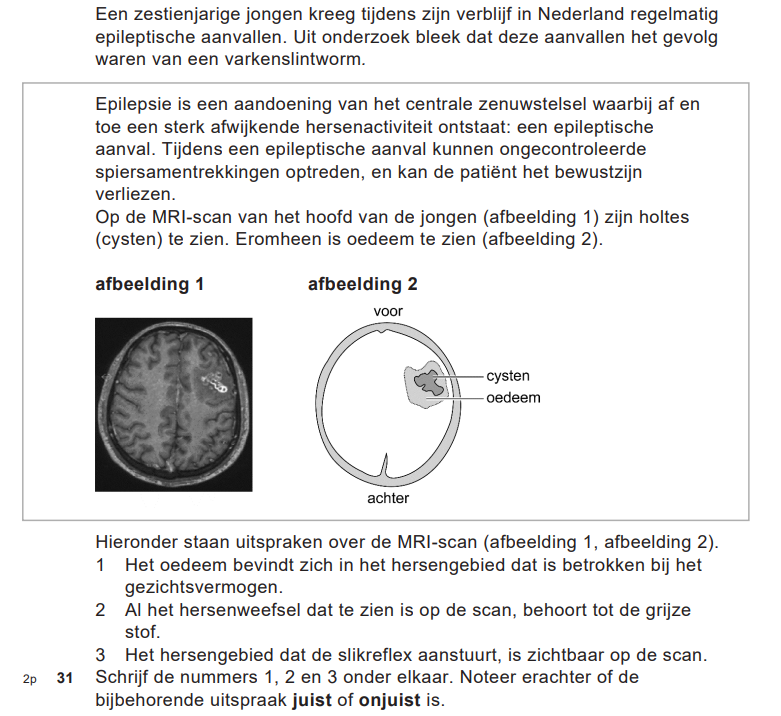 Een zestienjarige jongen kreeg tijdens zijn verblijf in Nederland regelmatig
epileptische aanvallen. Uit onderzoek bleek dat deze aanvallen het gevolg
waren van een varkenslintworm.
Epilepsie is een aandoening van het centrale zenuwstelsel waarbij af en
toe een sterk afwijkende hersenactiviteit ontstaat: een epileptische
aanval. Tijdens een epileptische aanval kunnen ongecontroleerde
spiersamentrekkingen optreden, en kan de patiënt het bewustzijn
verliezen.
Op de MRI-scan van het hoofd van de jongen (afbeelding 1) zijn holtes
(cysten) te zien. Eromheen is oedeem te zien (afbeelding 2).
afbeelding 1
afbeelding 2
voor
cysten
oedeem
achter
Hieronder staan uitspraken over de MRI-scan (afbeelding 1, afbeelding 2).
1 Het oedeem bevindt zich in het hersengebied dat is betrokken bij het
gezichtsvermogen.
2 Al het hersenweefsel dat te zien is op de scan, behoort tot de grijze
stof.
3 Het hersengebied dat de slikreflex aanstuurt, is zichtbaar op de scan.
2p 31 Schrijf de nummers 1, 2 en 3 onder elkaar. Noteer erachter of de
bijbehorende uitspraak juist of onjuist is.